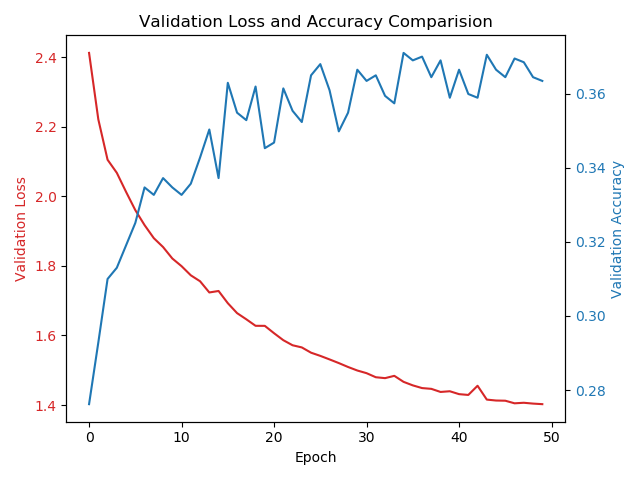 Validation Loss and Accuracy Comparision
2.4
2.2
2.0
1.8
1.6
1.4
Validation Loss
0.36
0.34
0.32
0.30
0.28
Validation Accuracy
0 10 20 30 40 50
Epoch